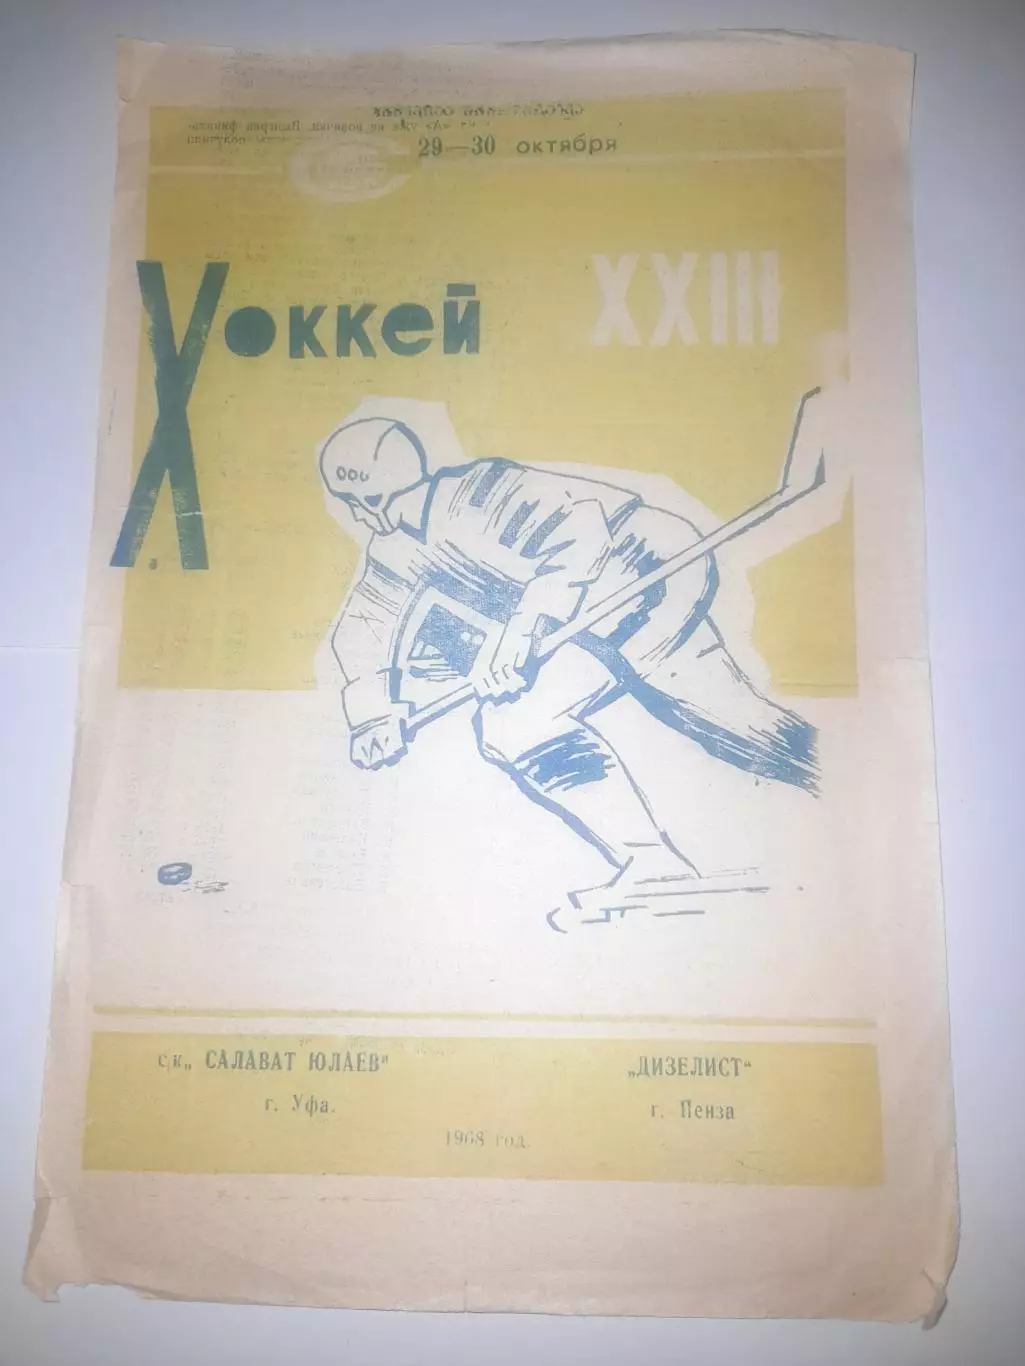 29—30 октября
Хоккей XXIII
с/к „САЛАВАТ ЮЛАЕВ" „ДИЗЕЛИСТ"
г. Уфа. г. Пенза
1968 год.